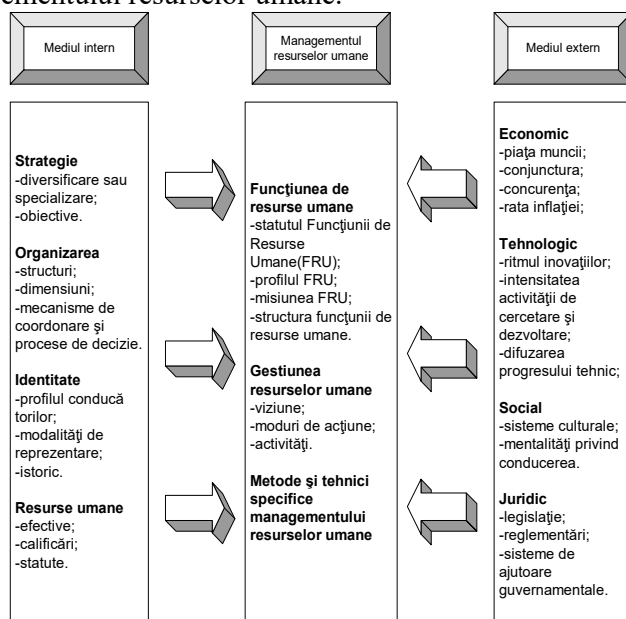 ementului resurselor umane.
Mediul intern
Managementul
resurselor umane
Mediul extern
Strategie
-diversificare sau
specializare;
-obiective.
Organizarea
-structuri;
-dimensiuni;
-mecanisme de
coordonare şi
procese de decizie.
Identitate
-profilul conducă
torilor;
-modalităţi de
reprezentare;
-istoric.
Resurse umane
-efective;
-calificări;
-statute.
Funcţiunea de
resurse umane
-statutul Funcţiunii de
Resurse
Umane(FRU);
-profilul FRU;
-misiunea FRU;
-structura funcţunii de
resurse umane.
Gestiunea
resurselor umane
-viziune;
-moduri de acţiune;
-activităţi.
Metode şi tehnici
specifice
managementului
resurselor umane
Economic
-piaţa muncii;
-conjunctura;
-concurenţa;
-rata inflaţiei;
Tehnologic
-ritmul inovaţiilor;
-intensitatea
activităţii de
cercetare şi
dezvoltare;
-difuzarea
progresului tehnic;
Social
-sisteme culturale;
-mentalităţi privind
conducerea.
Juridic
-legislaţie;
-reglementări;
-sisteme de
ajutoare
guvernamentale.